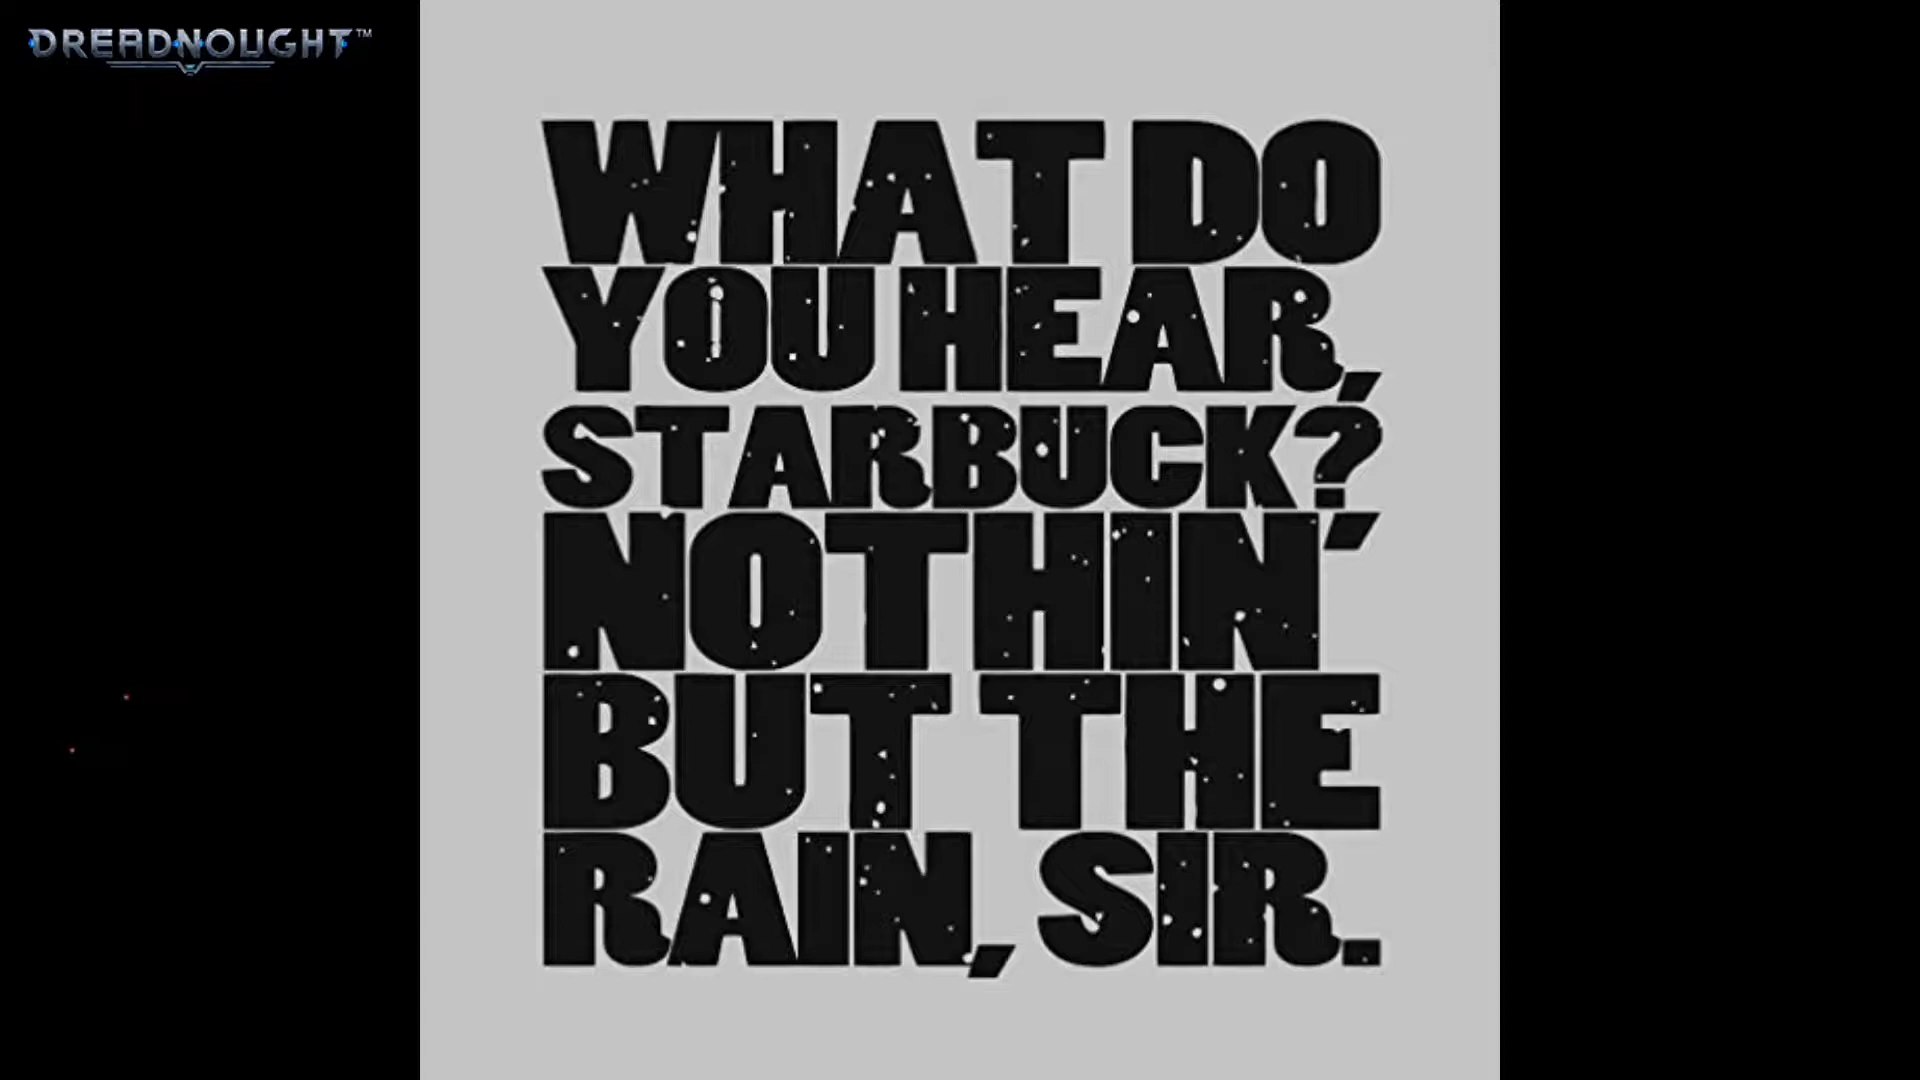 DREADNOUGHT™
WHAT DO
YOU HEAR,
STARBUCK?
NOTHIN'
BUT THE
RAIN, SIR.